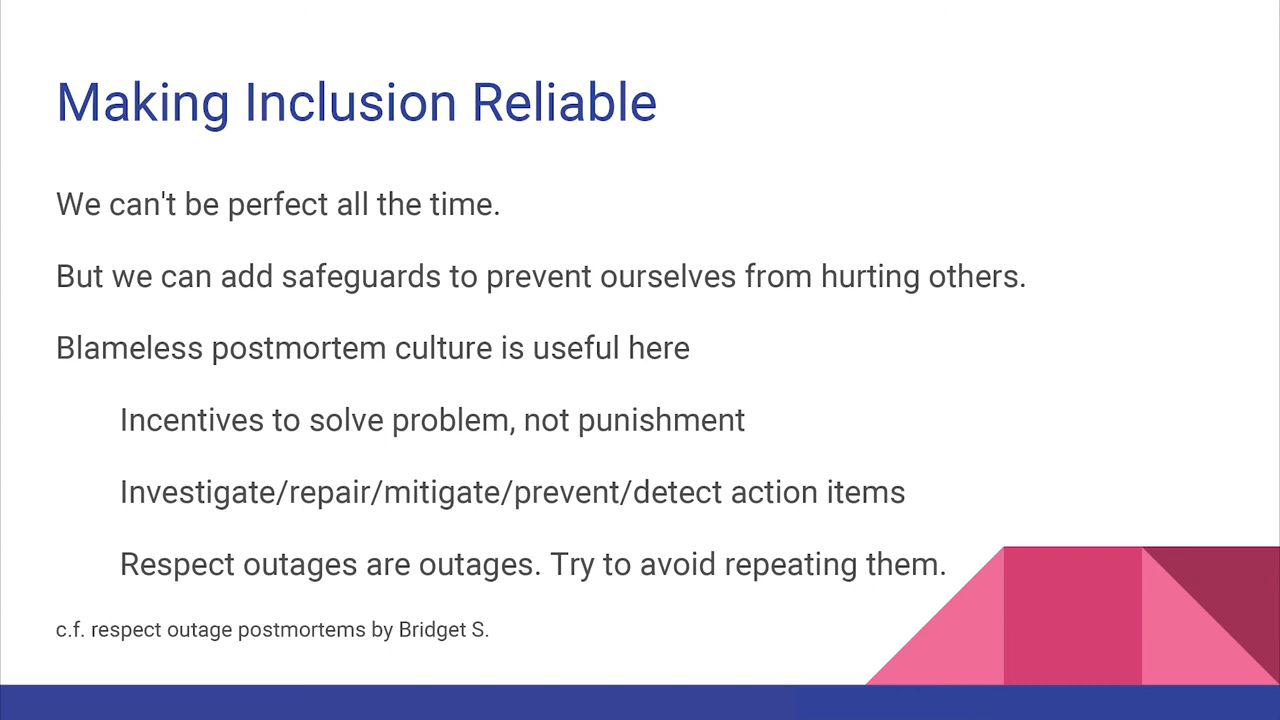 Making Inclusion Reliable
We can't be perfect all the time.
But we can add safeguards to prevent ourselves from hurting others.
Blameless postmortem culture is useful here
Incentives to solve problem, not punishment
Investigate/repair/mitigate/prevent/detect action items
Respect outages are outages. Try to avoid repeating them.
c.f. respect outage postmortems by Bridget S.